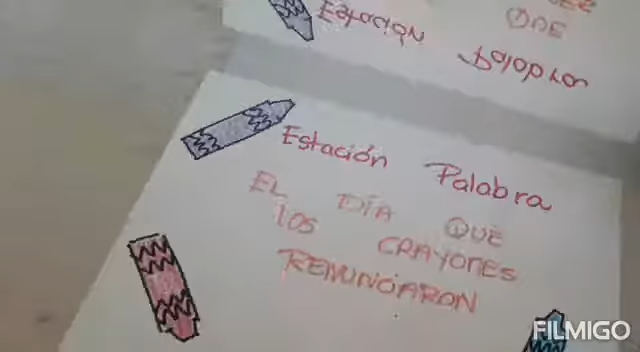 QUE
Estación Palabra
Estación Palabra
EL DÍA QUE
LOS CRAYONES
RENUNCIARON
FILMIGO